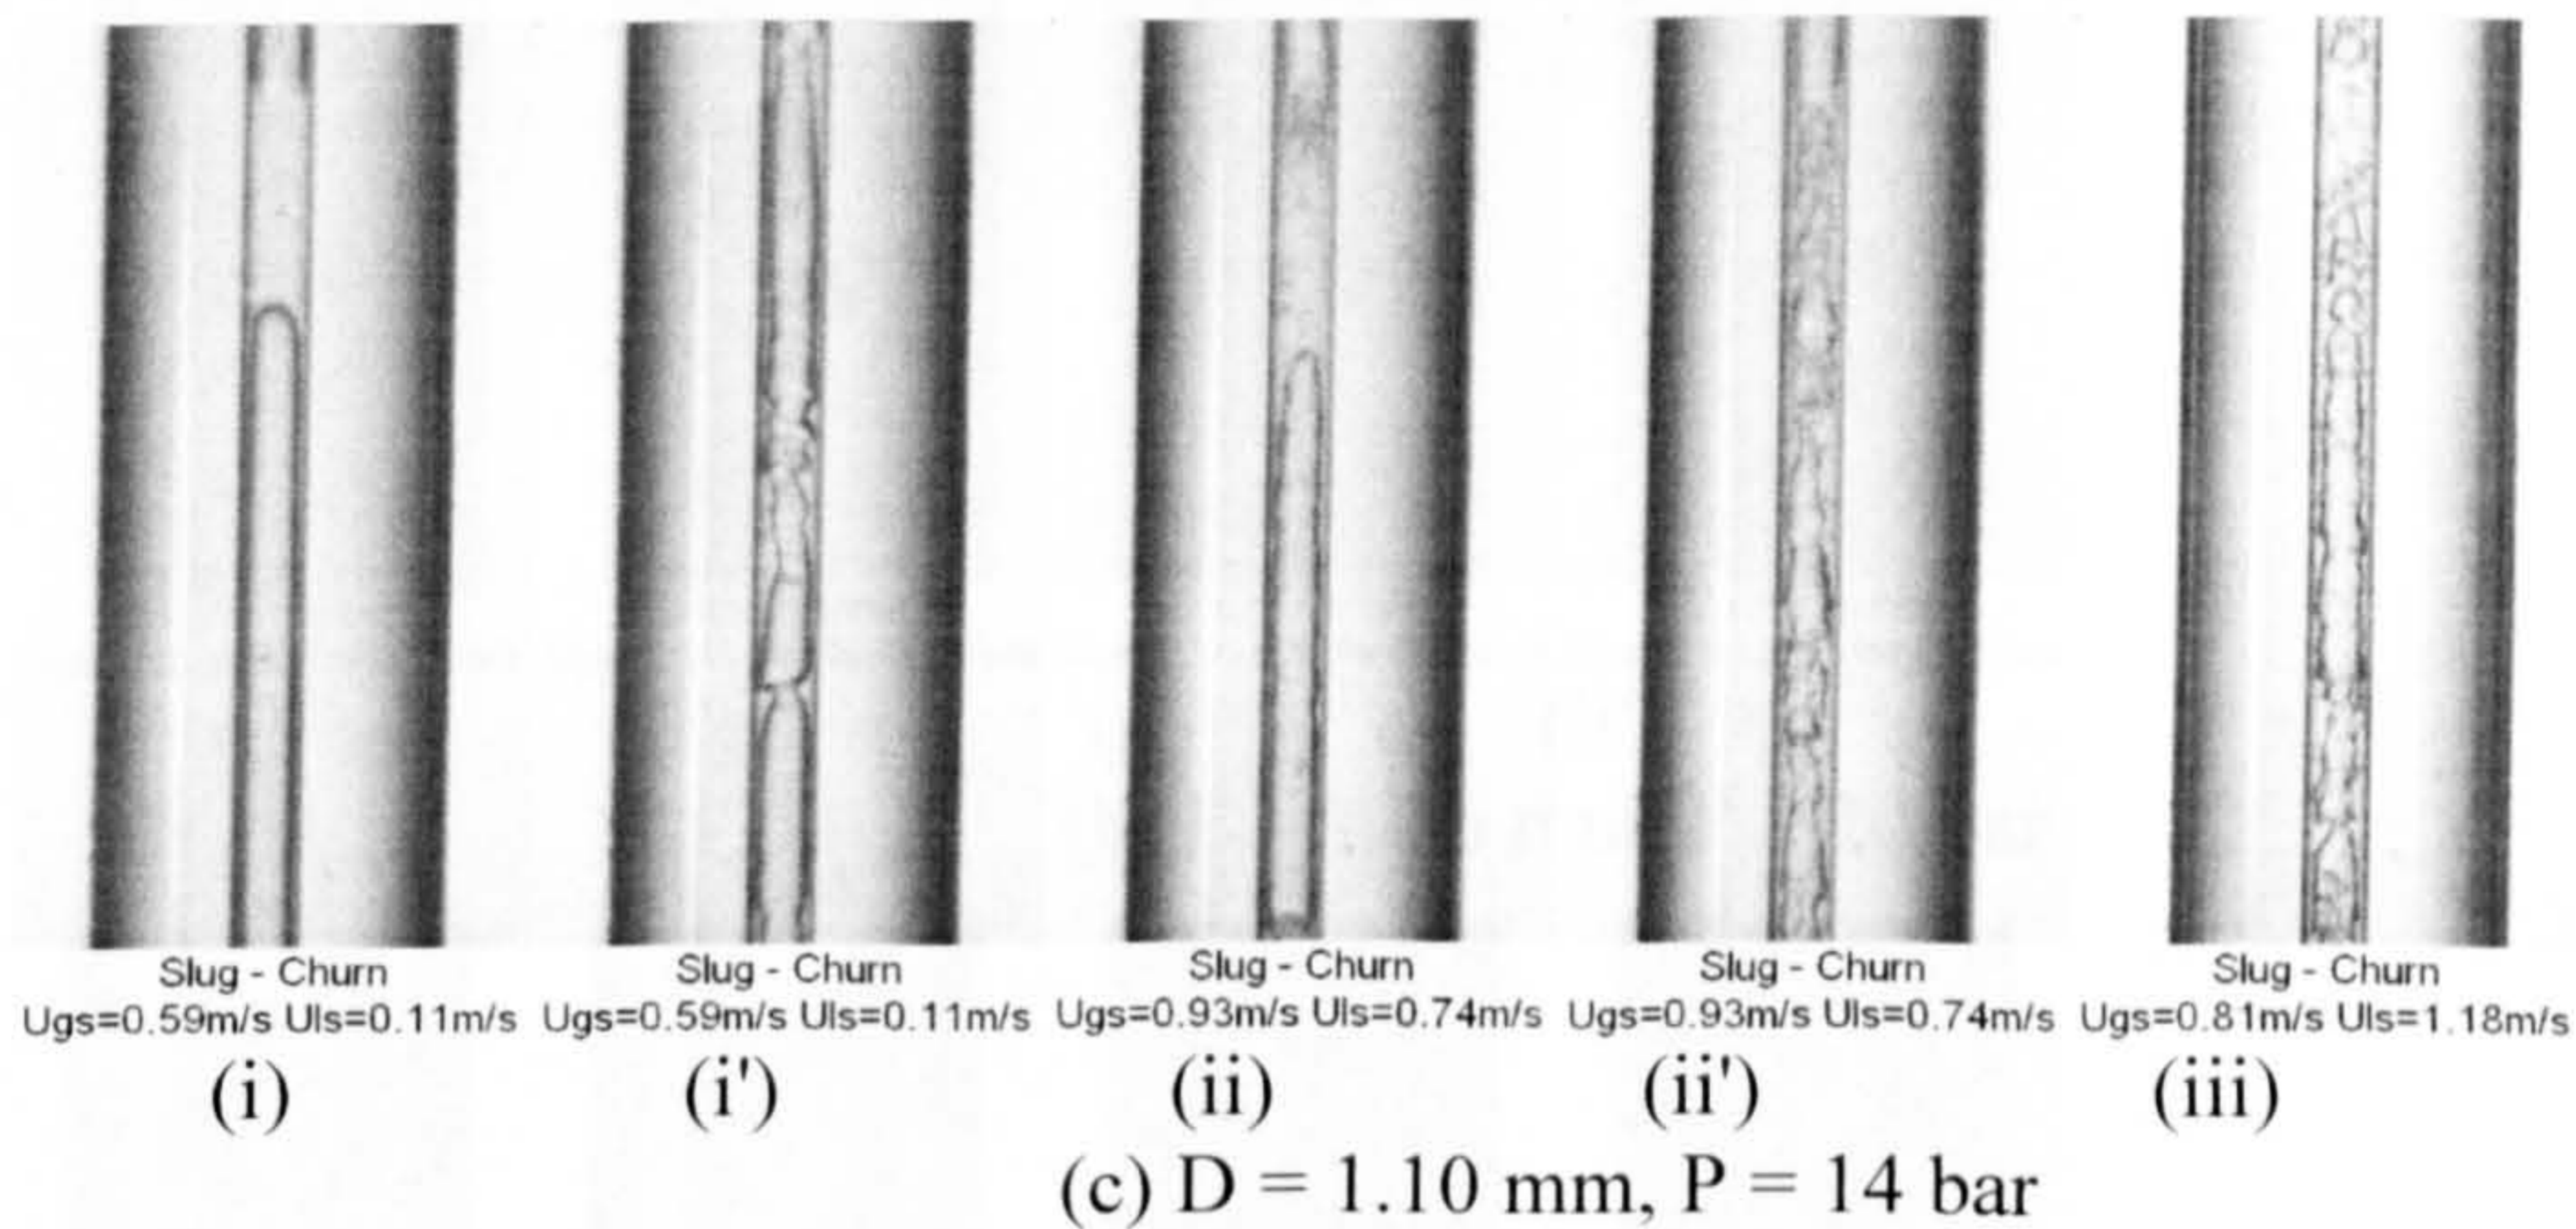 Slug - Churn
Ugs=0.59m/s Uls=0.11m/s
(i)
Slug - Churn
Ugs=0.59m/s Uls=0.11m/s
(i')
Slug - Churn
Ugs=0.93m/s Uls=0.74m/s
(ii)
Slug - Churn
Ugs=0.93m/s Uls=0.74m/s
(ii')
Slug - Churn
Ugs=0.81m/s Uls=1.18m/s
(iii)
(c) D = 1.10 mm, P = 14 bar